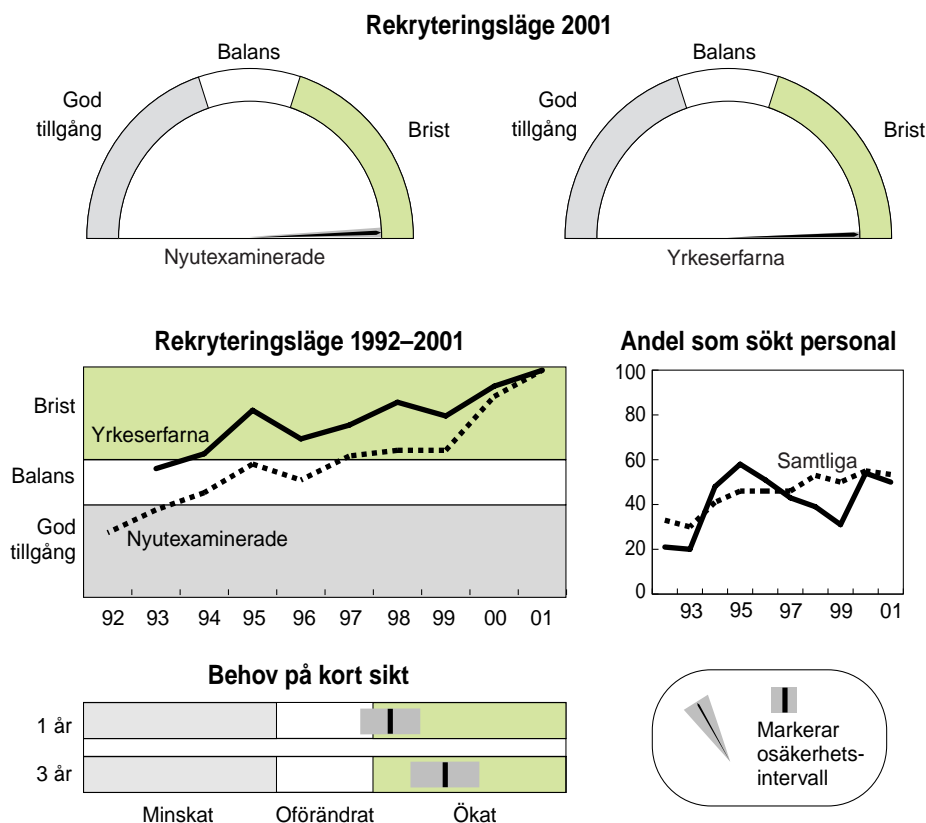 Rekryteringsläge 2001
Balans
God
tillgång
Brist
Nyutexaminerade
Balans
God
tillgång
Brist
Yrkeserfarna
Rekryteringsläge 1992–2001
Brist
Balans
God
tillgång
Yrkeserfarna
Nyutexaminerade
92 93 94 95 96 97 98 99 00 01
Andel som sökt personal
100
80
60
40
20
0
Samtliga
93 95 97 99 01
Behov på kort sikt
1 år
3 år
Minskat Oförändrat Ökat
Markerar
osäkerhets-
intervall